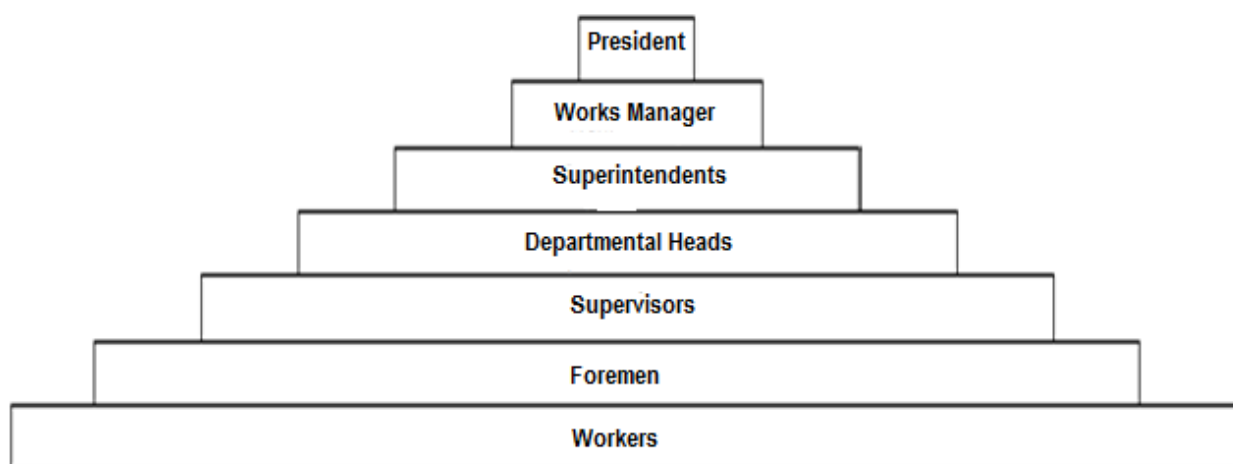 President
Works Manager
Superintendents
Departmental Heads
Supervisors
Foremen
Workers